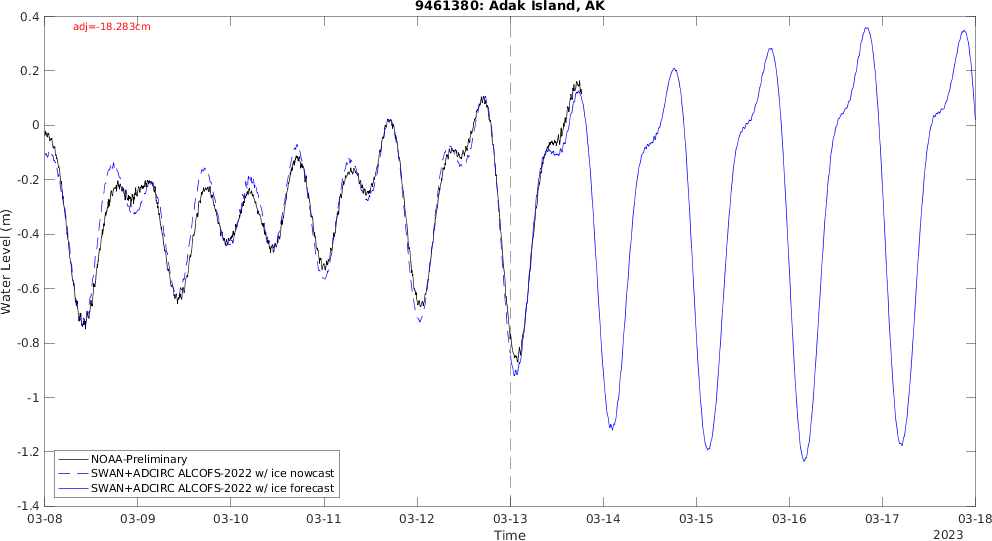 9461380: Adak Island, AK
adj=-18.283cm
0.4
0.2
0
-0.2
-0.4
-0.6
-0.8
-1
-1.2
-1.4
Water Level (m)
NOAA-Preliminary
SWAN+ADCIRC ALCOFS-2022 w/ ice nowcast
SWAN+ADCIRC ALCOFS-2022 w/ ice forecast
03-08 03-09 03-10 03-11 03-12 03-13 03-14 03-15 03-16 03-17 03-18
Time
2023